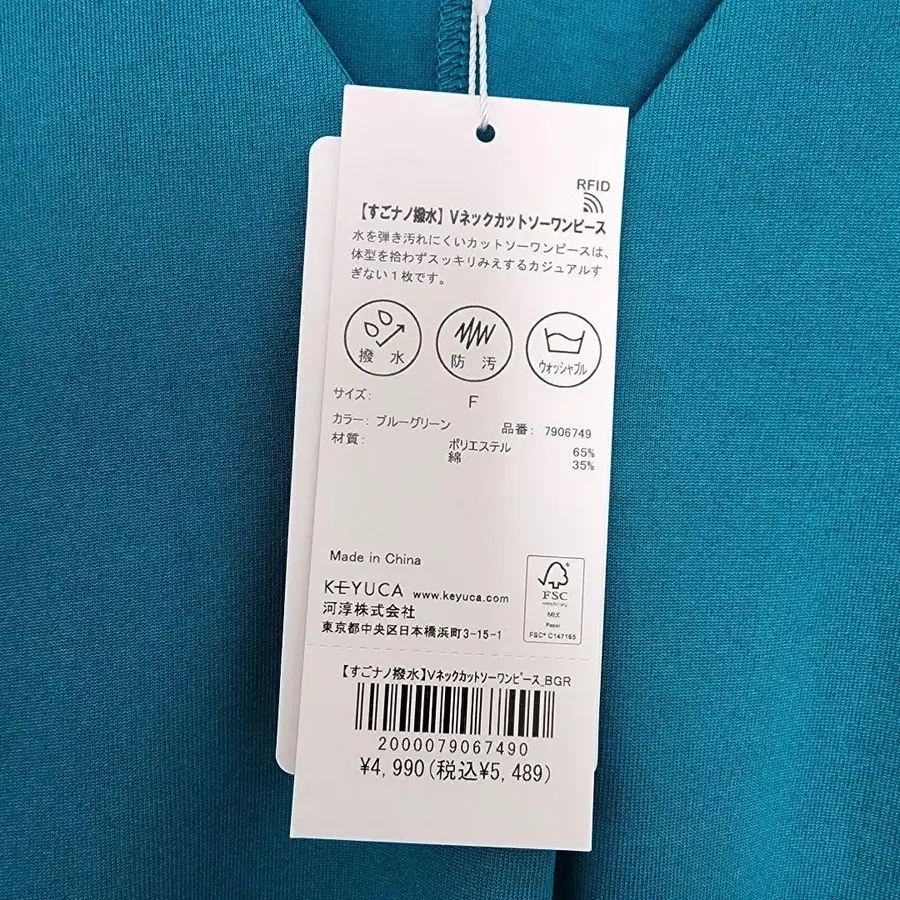 RFID
【すごナノ撥水】Vネックカットソーワンピース
水を弾き汚れにくいカットソーワンピースは、
体型を拾わずスッキリみえするカジュアルす
ぎない1枚です。
撥 水
防 汚
ウォッシャブル
サイズ: F
カラー: ブルーグリーン 品番: 7906749
材質: ポリエステル 65%
綿 35%
Made in China
KEYUCA www.keyuca.com
河淳株式会社
東京都中央区日本橋浜町3-15-1
FSC
www.fsc.org
MIX
Paper
FSC® C147165
【すごナノ撥水】Vネックカットソーワンピース_BGR
2000079067490
¥4,990(税込¥5,489)